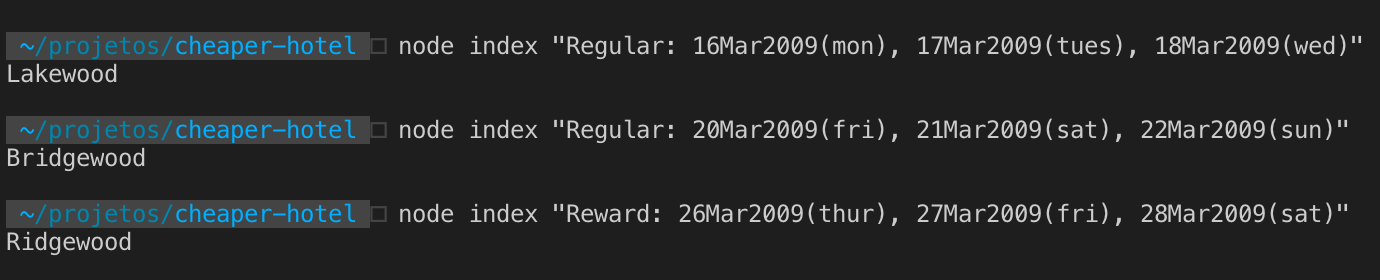 ~/projetos/cheaper-hotel □ node index "Regular: 16Mar2009(mon), 17Mar2009(tues), 18Mar2009(wed)"
Lakewood
~/projetos/cheaper-hotel □ node index "Regular: 20Mar2009(fri), 21Mar2009(sat), 22Mar2009(sun)"
Bridgewood
~/projetos/cheaper-hotel □ node index "Reward: 26Mar2009(thur), 27Mar2009(fri), 28Mar2009(sat)"
Ridgewood